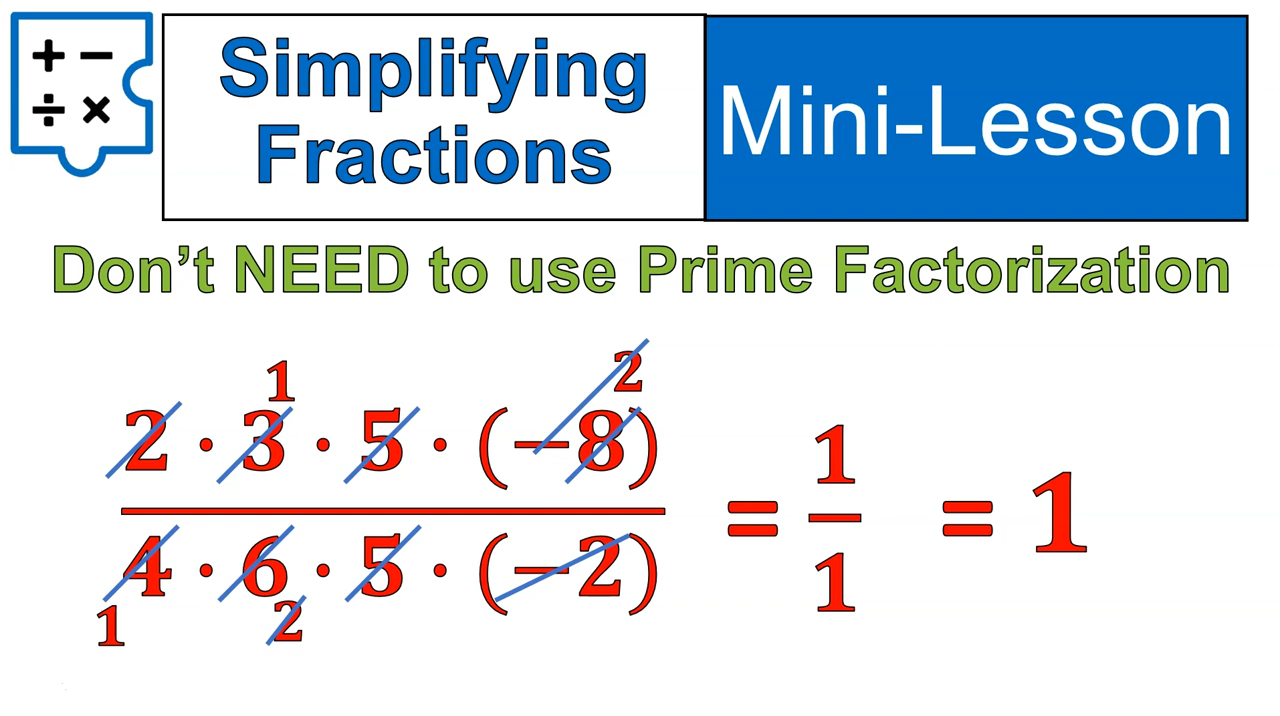 + −
÷ ×
Simplifying
Fractions
Mini-Lesson
Don't NEED to use Prime Factorization
1 2
2 · 3 · 5 · (−8)
4 · 6 · 5 · (−2)
1 2
= 1/1 = 1